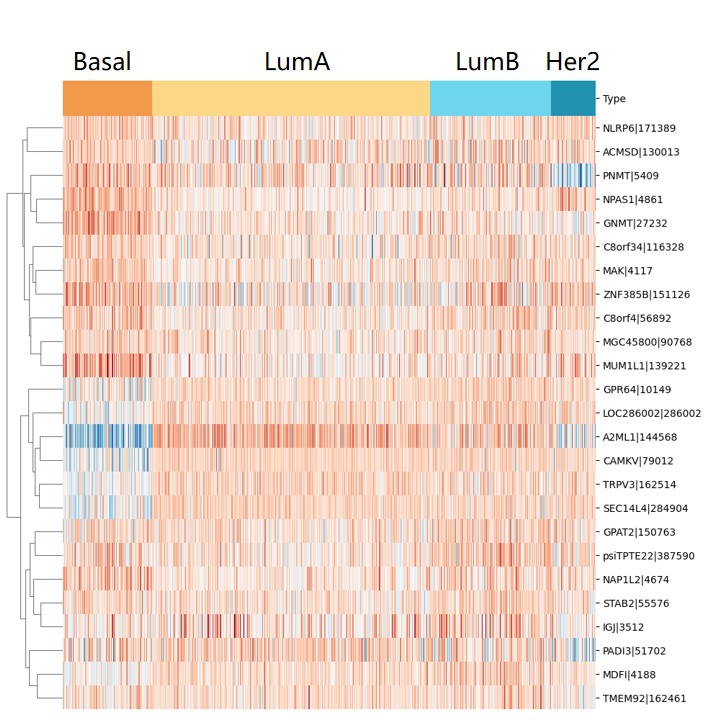 Basal LumA LumB Her2
Type
NLRP6|171389
ACMSD|130013
PNMT|5409
NPAS1|4861
GNMT|27232
C8orf34|116328
MAK|4117
ZNF385B|151126
C8orf4|56892
MGC45800|90768
MUM1L1|139221
GPR64|10149
LOC286002|286002
A2ML1|144568
CAMKV|79012
TRPV3|162514
SEC14L4|284904
GPAT2|150763
psiTPTE22|387590
NAP1L2|4674
STAB2|55576
IGJ|3512
PADI3|51702
MDFI|4188
TMEM92|162461